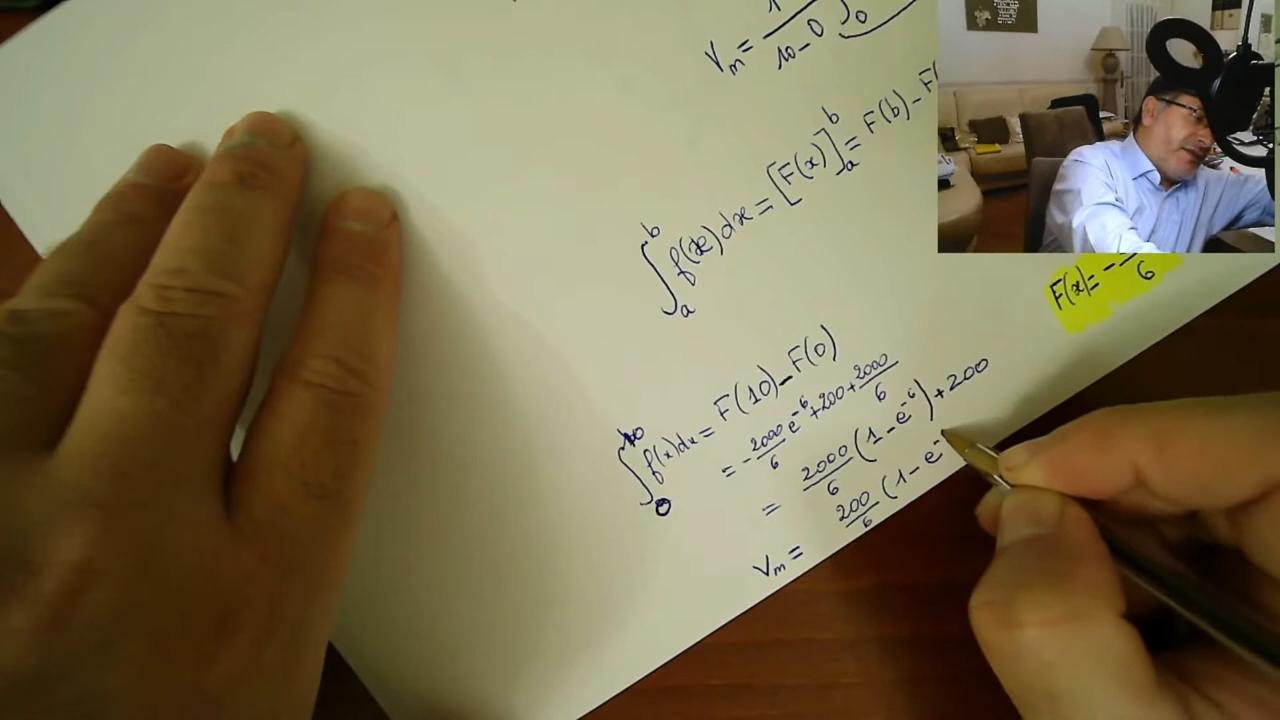 V_m = 1/(10-0) ∫_0
∫_a^b f(x)dx = [F(x)]_a^b = F(b) - F(
F(x) = - /6
∫_0^10 f(x)dx = F(10) - F(0)
= - 2000/6 e^-6 + 200 + 2000/6
= 2000/6 (1 - e^-6) + 200
V_m = 200/6 (1 - e^-